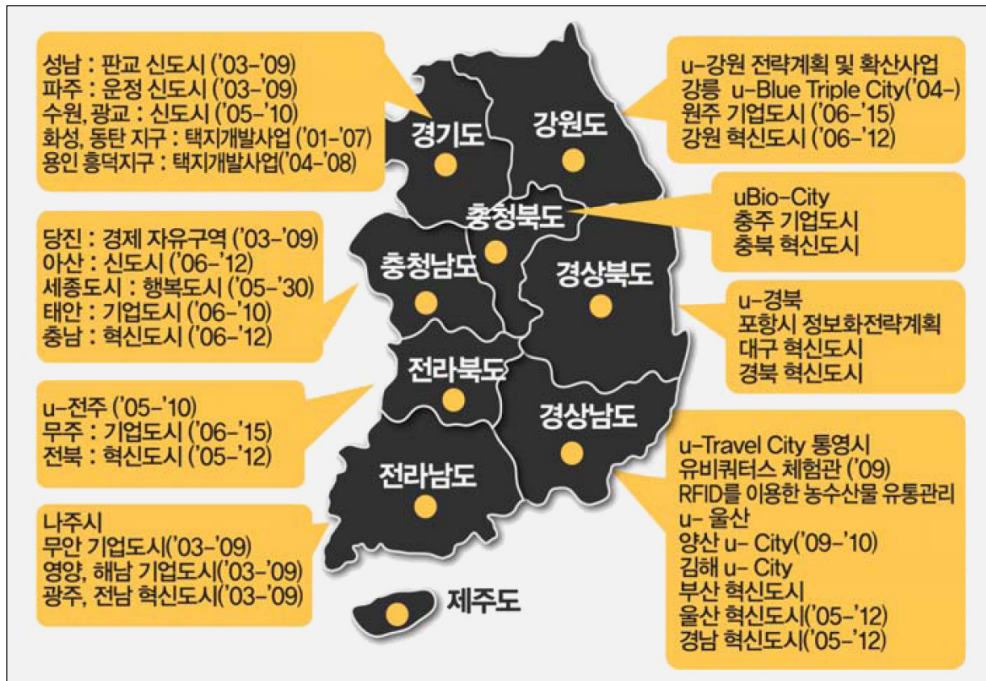 성남 : 판교 신도시 ('03-'09)
파주 : 운정 신도시 ('03-'09)
수원, 광교 : 신도시 ('05-'10)
화성, 동탄 지구 : 택지개발사업 ('01-'07)
용인 흥덕지구 : 택지개발사업('04-'08)
경기도
강원도
u-강원 전략계획 및 확산사업
강릉 u-Blue Triple City('04-)
원주 기업도시 ('06-'15)
강원 혁신도시 ('06-'12)
충청북도
uBio-City
충주 기업도시
충북 혁신도시
당진 : 경제 자유구역 ('03-'09)
아산 : 신도시 ('06-'12)
세종도시 : 행복도시 ('05-'30)
태안 : 기업도시 ('06-'10)
충남 : 혁신도시 ('06-'12)
충청남도
경상북도
u-경북
포항시 정보화전략계획
대구 혁신도시
경북 혁신도시
전라북도
u-전주 ('05-'10)
무주 : 기업도시 ('06-'15)
전북 : 혁신도시 ('05-'12)
경상남도
u-Travel City 통영시
유비쿼터스 체험관 ('09)
RFID를 이용한 농수산물 유통관리
u- 울산
양산 u- City('09-'10)
김해 u- City
부산 혁신도시
울산 혁신도시('05-'12)
경남 혁신도시('05-'12)
전라남도
나주시
무안 기업도시('03-'09)
영양, 해남 기업도시('03-'09)
광주, 전남 혁신도시('03-'09)
제주도